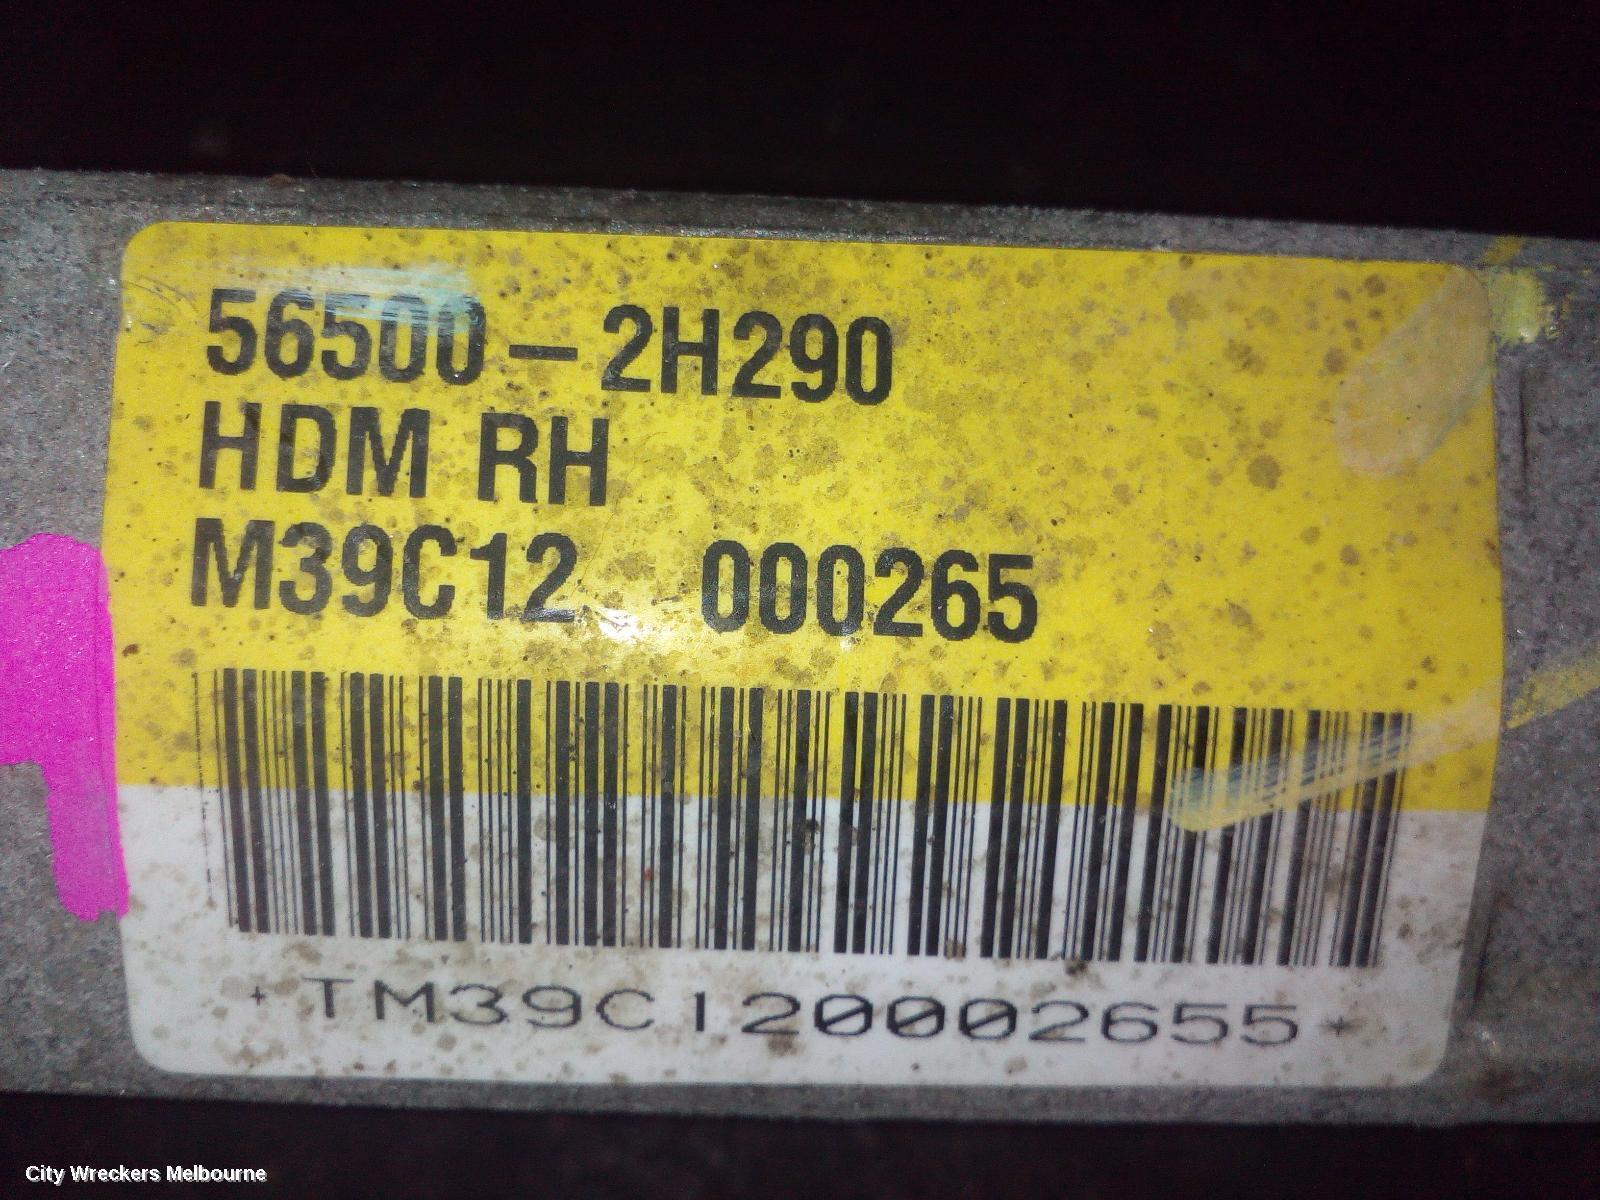 56500-2H290
HDM RH
M39C12 000265
+TM39C120002655+
City Wreckers Melbourne